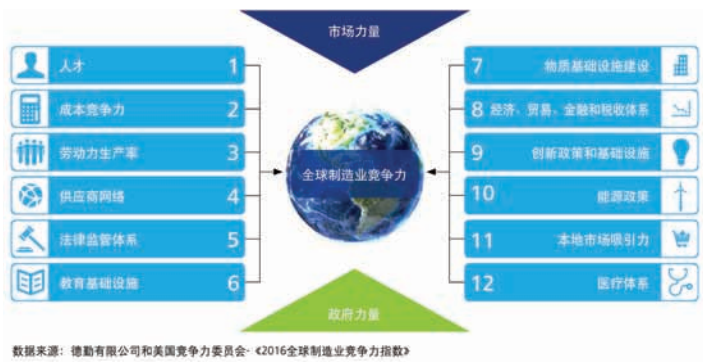 市场力量
人才 1
成本竞争力 2
劳动力生产率 3
供应商网络 4
法律监管体系 5
教育基础设施 6
全球制造业竞争力
7 物质基础设施建设
8 经济、贸易、金融和税收体系
9 创新政策和基础设施
10 能源政策
11 本地市场吸引力
12 医疗体系
政府力量
数据来源：德勤有限公司和美国竞争力委员会·《2016全球制造业竞争力指数》